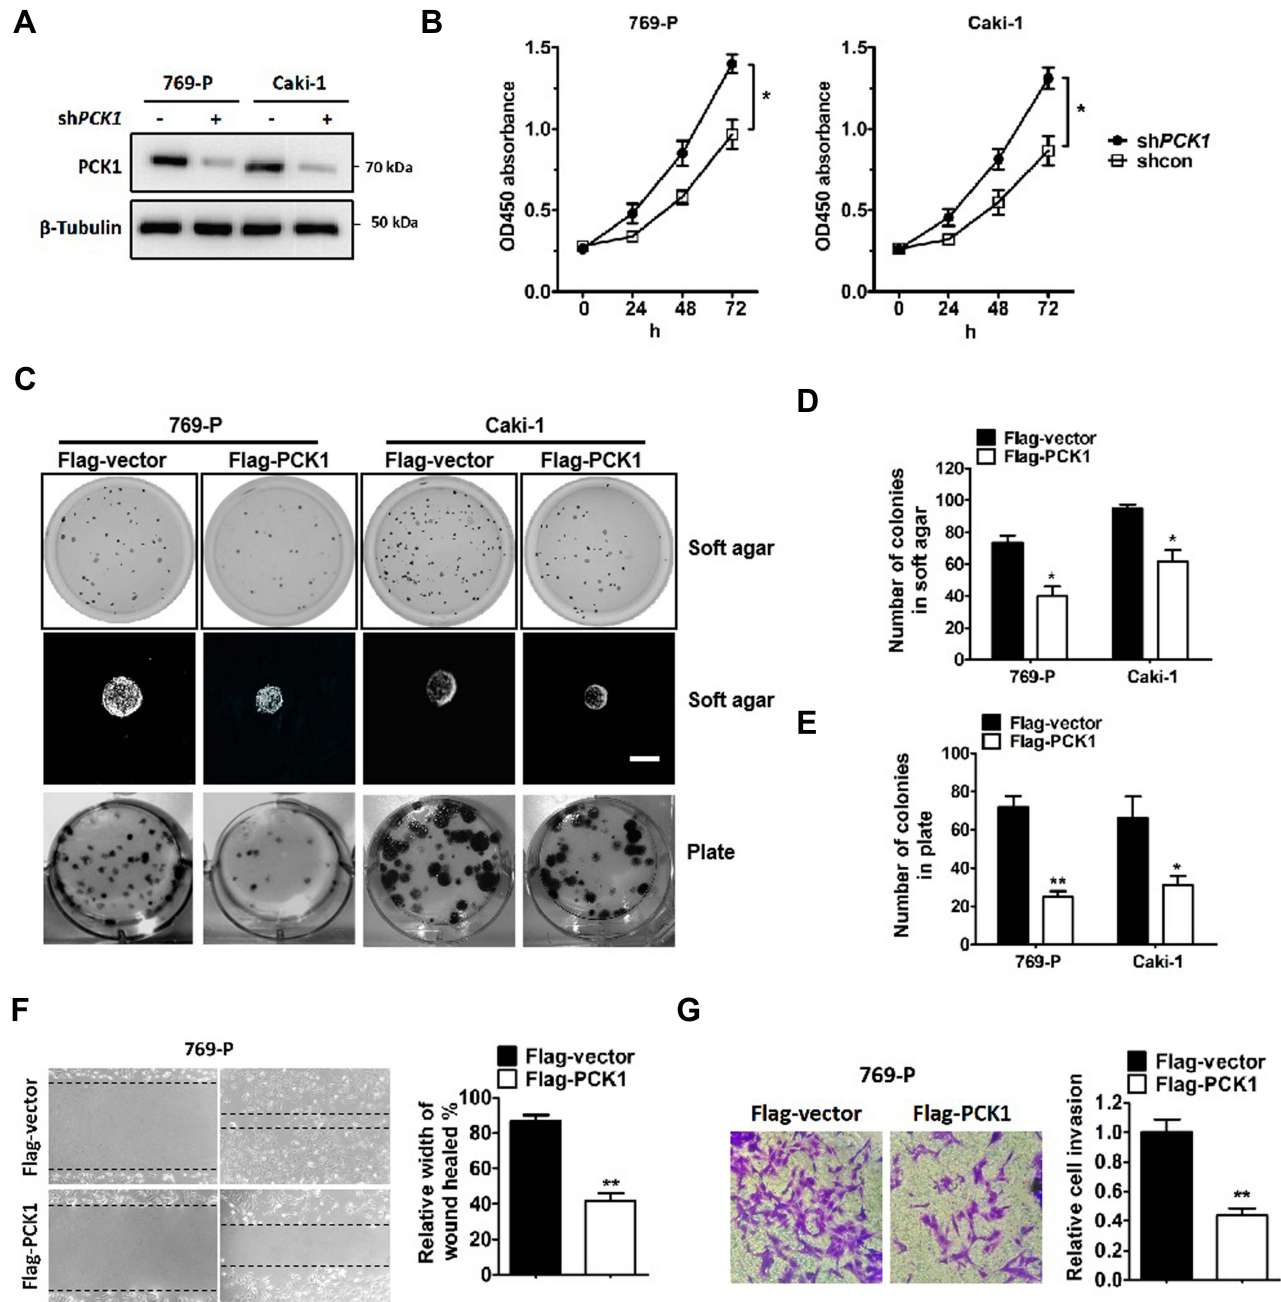 A
769-P Caki-1
shPCK1 - + - +
PCK1
70 kDa
β-Tubulin
50 kDa
B
769-P
OD450 absorbance
1.5
1.0
0.5
0.0
0 24 48 72
h
*
Caki-1
OD450 absorbance
1.5
1.0
0.5
0.0
0 24 48 72
h
*
shPCK1
shcon
C
769-P Caki-1
Flag-vector Flag-PCK1 Flag-vector Flag-PCK1
Soft agar
Soft agar
Plate
D
Flag-vector
Flag-PCK1
Number of colonies
in soft agar
120
100
80
60
40
20
0
* *
769-P Caki-1
E
Flag-vector
Flag-PCK1
Number of colonies
in plate
100
80
60
40
20
0
** *
769-P Caki-1
F
769-P
Flag-vector
Flag-PCK1
Flag-vector
Flag-PCK1
Relative width of
wound healed %
100
80
60
40
20
0
**
G
769-P
Flag-vector Flag-PCK1
Flag-vector
Flag-PCK1
Relative cell invasion
1.2
1.0
0.8
0.6
0.4
0.2
0.0
**